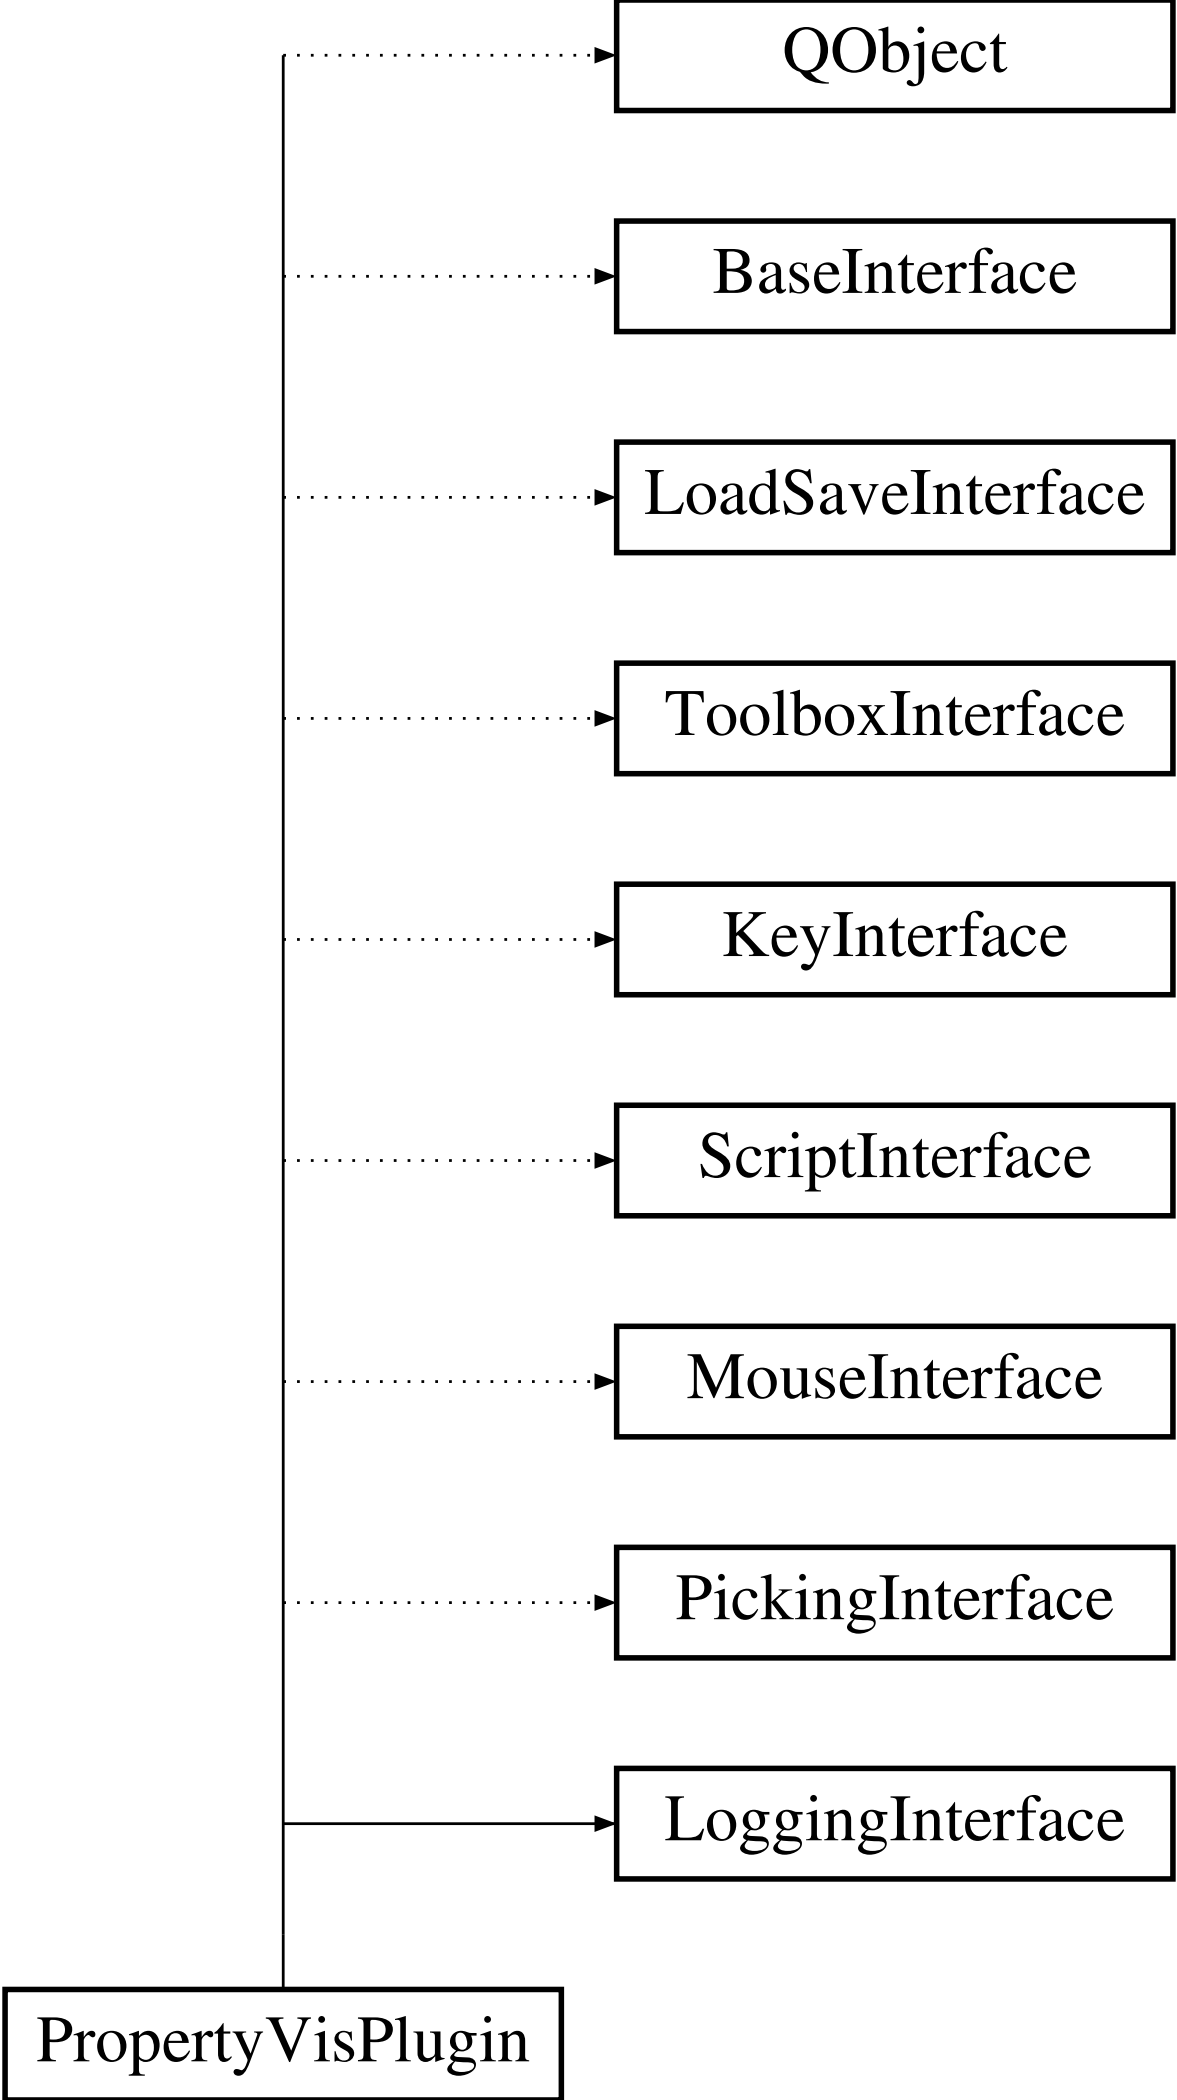 QObject
BaseInterface
LoadSaveInterface
ToolboxInterface
KeyInterface
ScriptInterface
MouseInterface
PickingInterface
LoggingInterface
PropertyVisPlugin